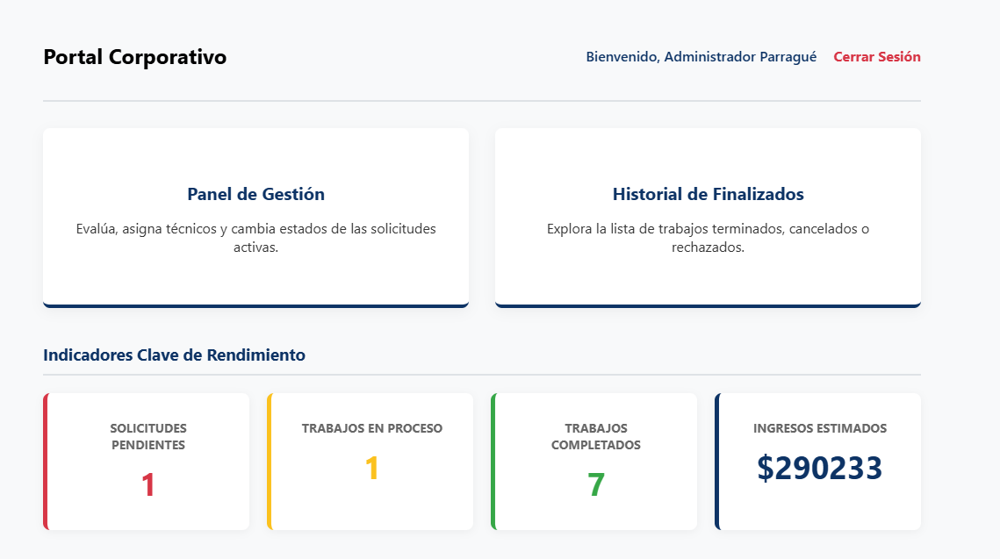 Portal Corporativo
Bienvenido, Administrador Parragué Cerrar Sesión
Panel de Gestión
Evalúa, asigna técnicos y cambia estados de las solicitudes
activas.
Historial de Finalizados
Explora la lista de trabajos terminados, cancelados o
rechazados.
Indicadores Clave de Rendimiento
SOLICITUDES
PENDIENTES
1
TRABAJOS EN PROCESO
1
TRABAJOS
COMPLETADOS
7
INGRESOS ESTIMADOS
$290233